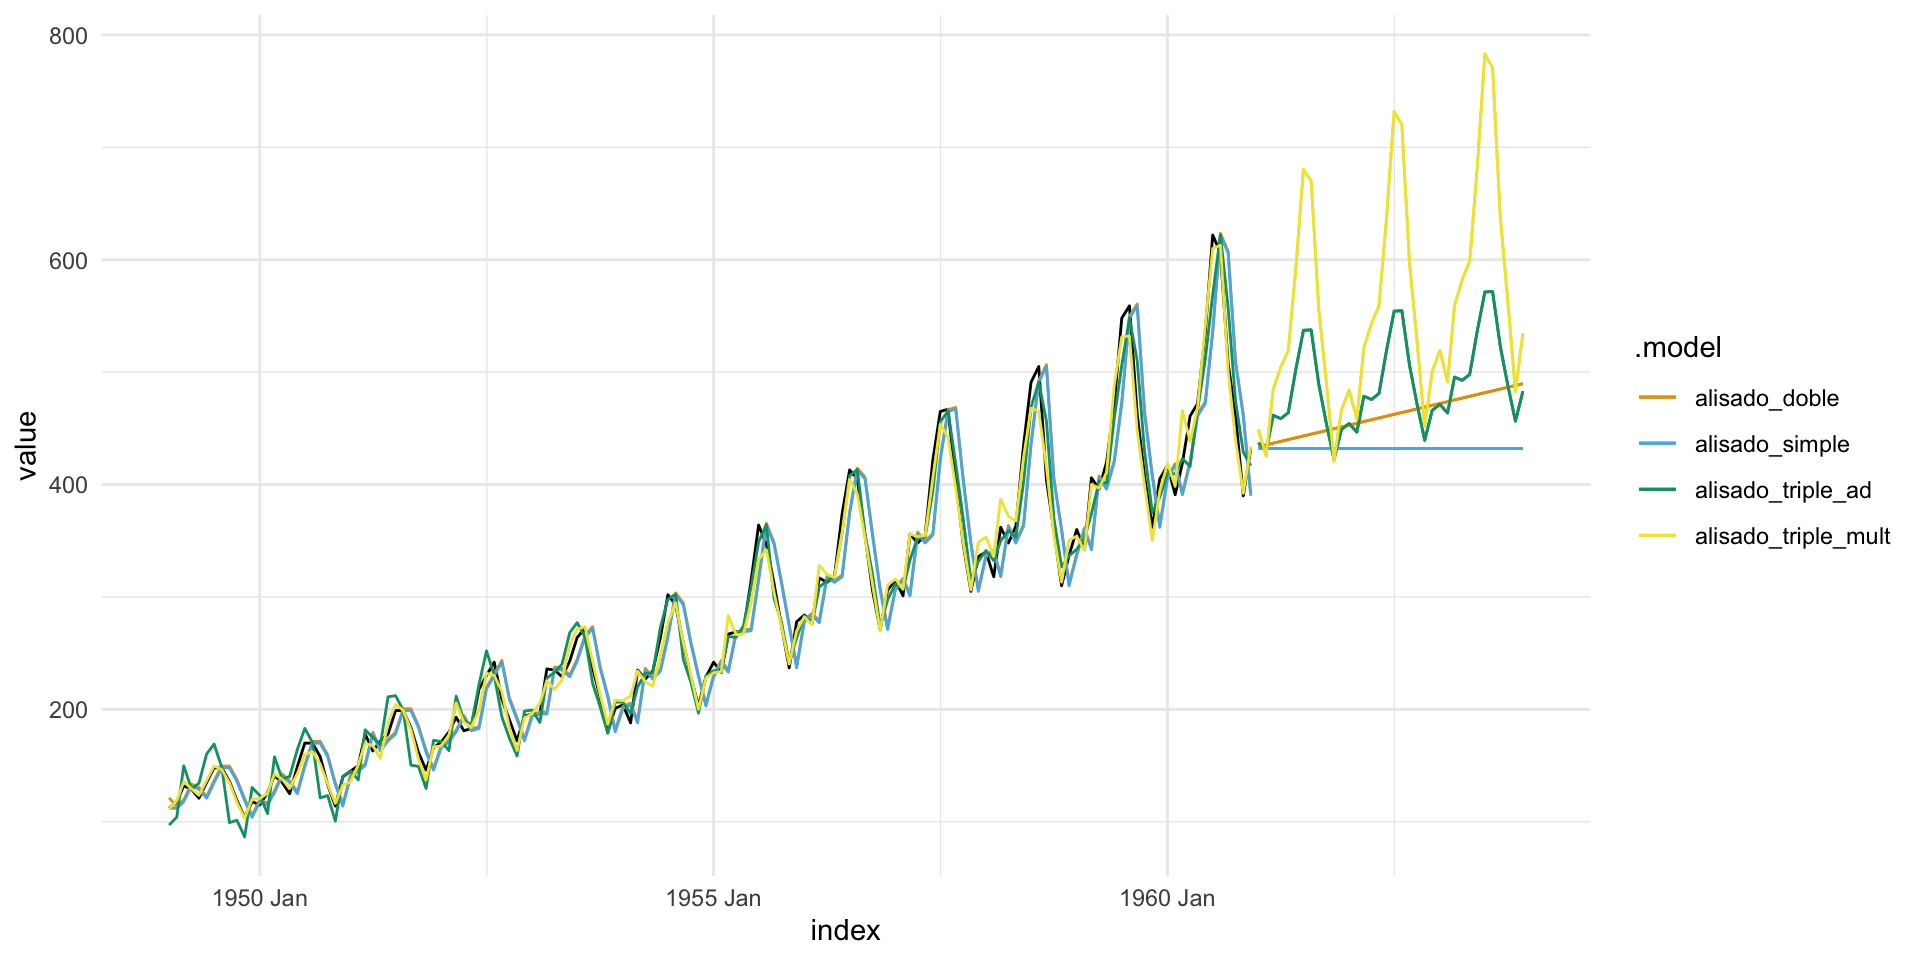 800
600
400
200
value
1950 Jan
1955 Jan
1960 Jan
index
.model
alisado_doble
alisado_simple
alisado_triple_ad
alisado_triple_mult